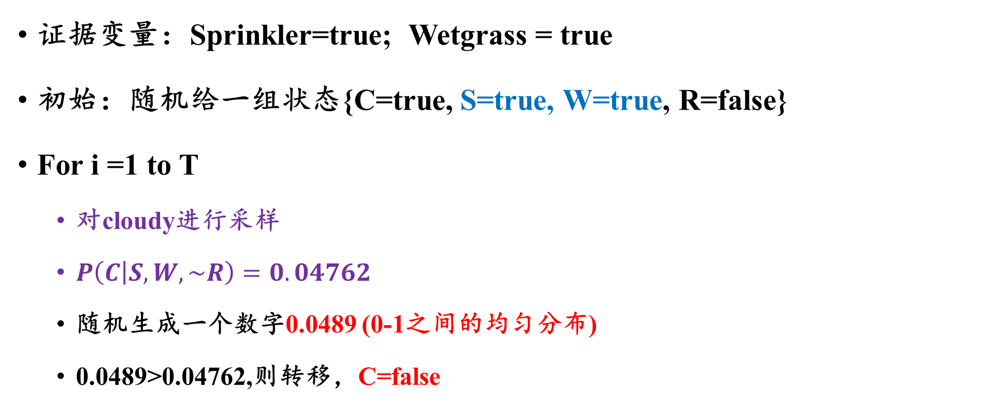 • 证据变量：Sprinkler=true; Wetgrass = true
• 初始：随机给一组状态{C=true, S=true, W=true, R=false}
• For i =1 to T
• 对cloudy进行采样
• P(C|S,W,~R) = 0.04762
• 随机生成一个数字0.0489 (0-1之间的均匀分布)
• 0.0489>0.04762,则转移，C=false